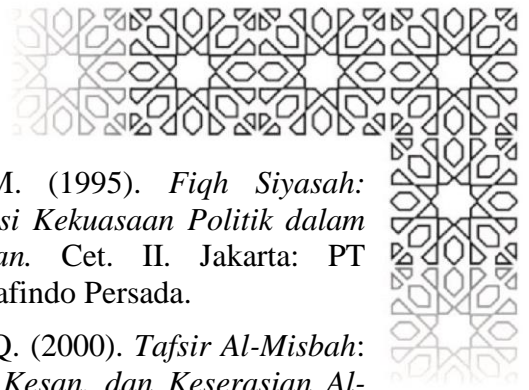 M. (1995). Fiqh Siyasah:
si Kekuasaan Politik dalam
an. Cet. II. Jakarta: PT
afindo Persada.
Q. (2000). Tafsir Al-Misbah:
Kesan, dan Keserasian Al-